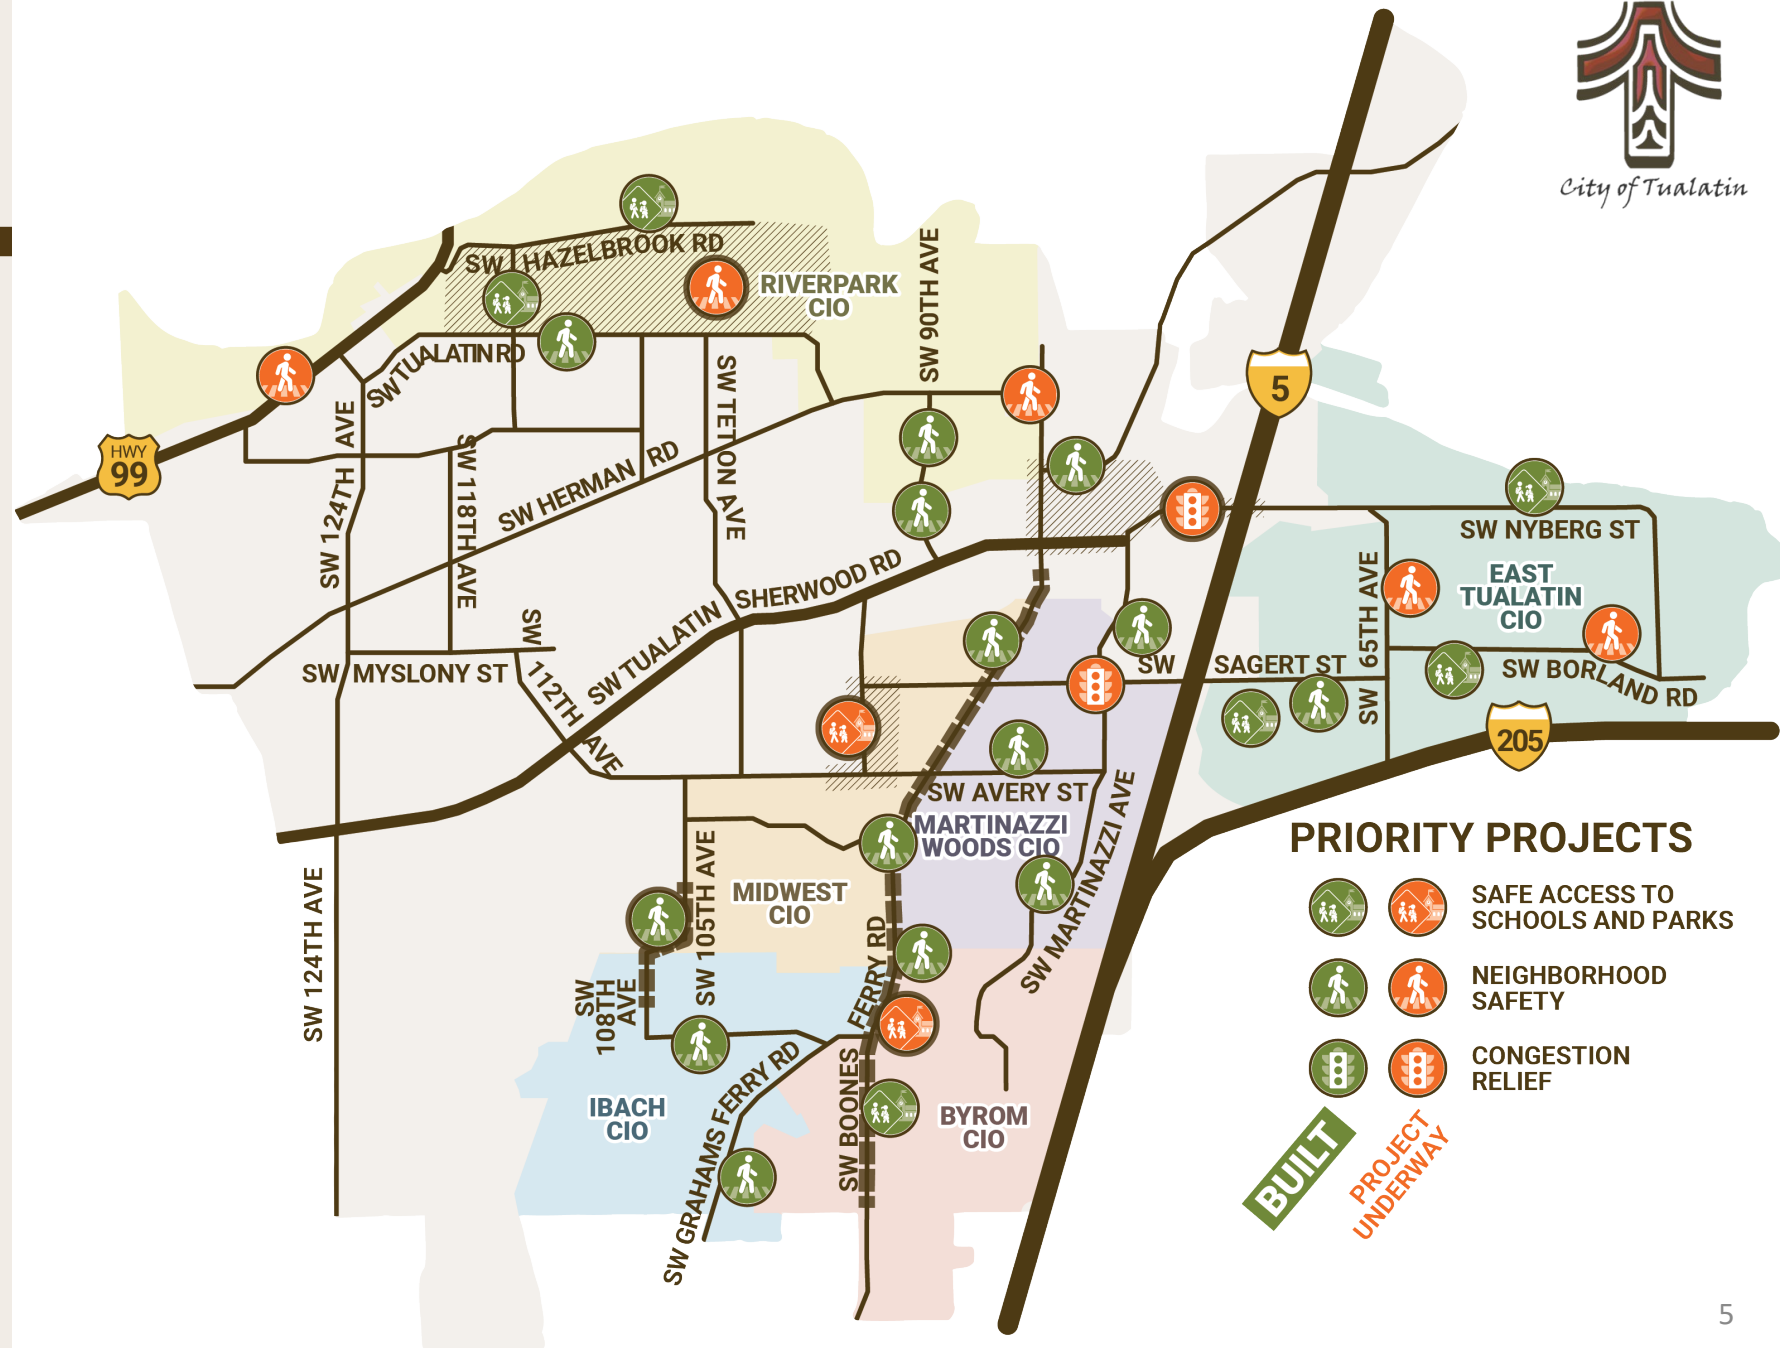 City of Tualatin
SW HAZELBROOK RD
RIVERPARK
CIO
SW 90TH AVE
SW TUALATIN RD
SW TETON AVE
5
HWY
99
SW 124TH AVE
SW 118TH AVE
SW HERMAN RD
SW NYBERG ST
EAST
TUALATIN
CIO
SW 65TH AVE
SW TUALATIN SHERWOOD RD
SW MYSLONY ST
SW 112TH AVE
SW SAGERT ST
SW BORLAND RD
205
SW AVERY ST
MARTINAZZI
WOODS CIO
SW MARTINAZZI AVE
MIDWEST
CIO
SW 105TH AVE
SW 124TH AVE
SW
108TH
AVE
SW BOONES FERRY RD
SW GRAHAMS FERRY RD
IBACH
CIO
BYROM
CIO
PRIORITY PROJECTS
SAFE ACCESS TO
SCHOOLS AND PARKS
NEIGHBORHOOD
SAFETY
CONGESTION
RELIEF
BUILT
PROJECT
UNDERWAY
5